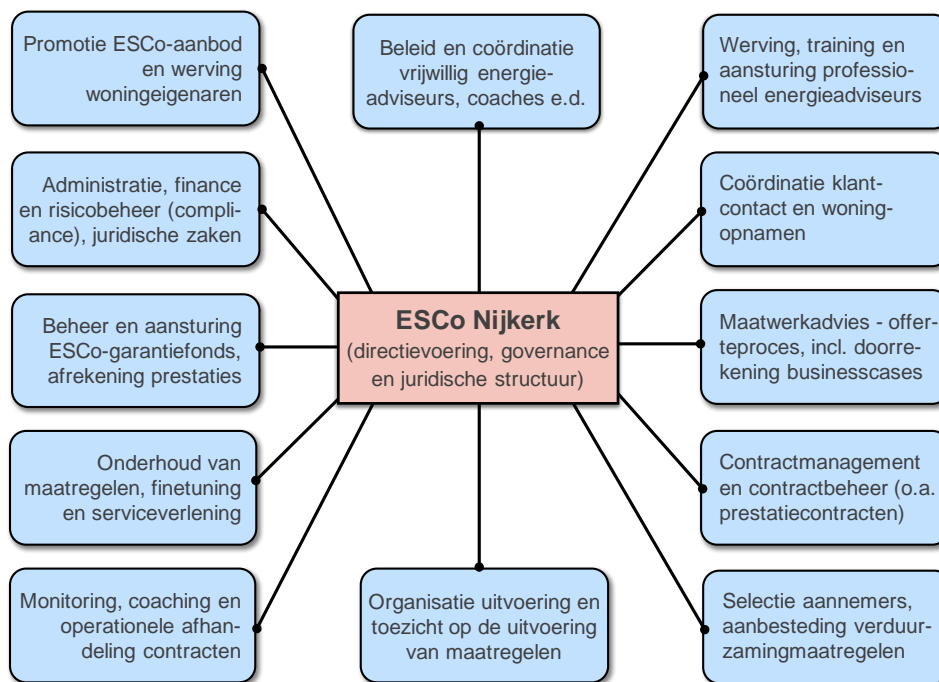 Promotie ESCo-aanbod
en werving
woningeigenaren
Beleid en coördinatie
vrijwillig energie-
adviseurs, coaches e.d.
Werving, training en
aansturing professio-
neel energieadviseurs
Administratie, finance
en risicobeheer (compli-
ance), juridische zaken
Coördinatie klant-
contact en woning-
opnamen
Beheer en aansturing
ESCo-garantiefonds,
afrekening prestaties
ESCo Nijkerk
(directievoering, governance
en juridische structuur)
Maatwerkadvies - offer-
teproces, incl. doorre-
kening businesscases
Onderhoud van
maatregelen, finetuning
en serviceverlening
Contractmanagement
en contractbeheer (o.a.
prestatiecontracten)
Monitoring, coaching en
operationele afhan-
deling contracten
Organisatie uitvoering en
toezicht op de uitvoering
van maatregelen
Selectie aannemers,
aanbesteding verduur-
zamingmaatregelen